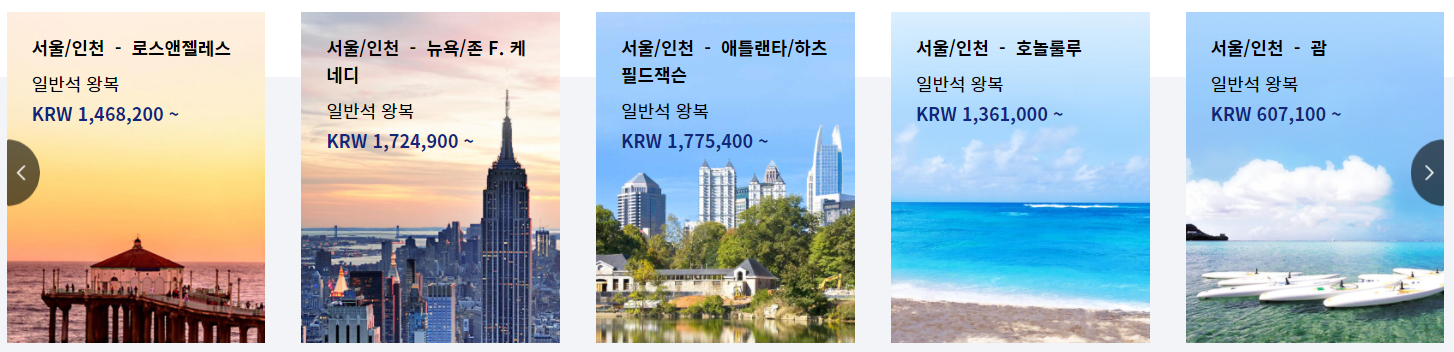 서울/인천 - 로스앤젤레스
일반석 왕복
KRW 1,468,200 ~
서울/인천 - 뉴욕/존 F. 케
네디
일반석 왕복
KRW 1,724,900 ~
서울/인천 - 애틀랜타/하츠
필드잭슨
일반석 왕복
KRW 1,775,400 ~
서울/인천 - 호놀룰루
일반석 왕복
KRW 1,361,000 ~
서울/인천 - 괌
일반석 왕복
KRW 607,100 ~